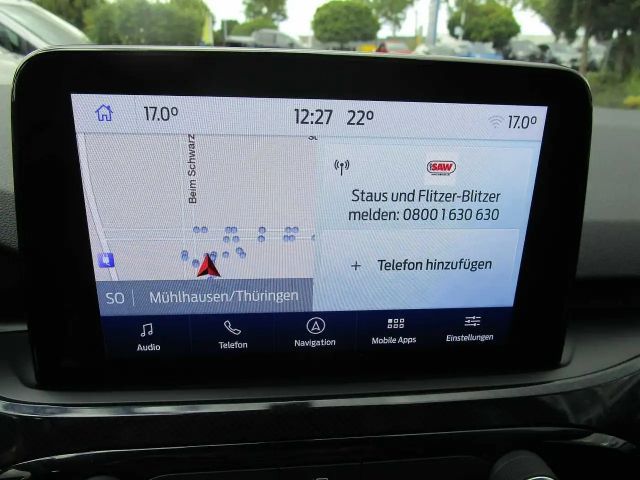 17.0°
12:27
22°
17.0°
Beim Schwarz
SAW
Staus und Flitzer-Blitzer
melden: 0800 1 630 630
+ Telefon hinzufügen
SO
Mühlhausen/Thüringen
Audio
Telefon
Navigation
Mobile Apps
Einstellungen